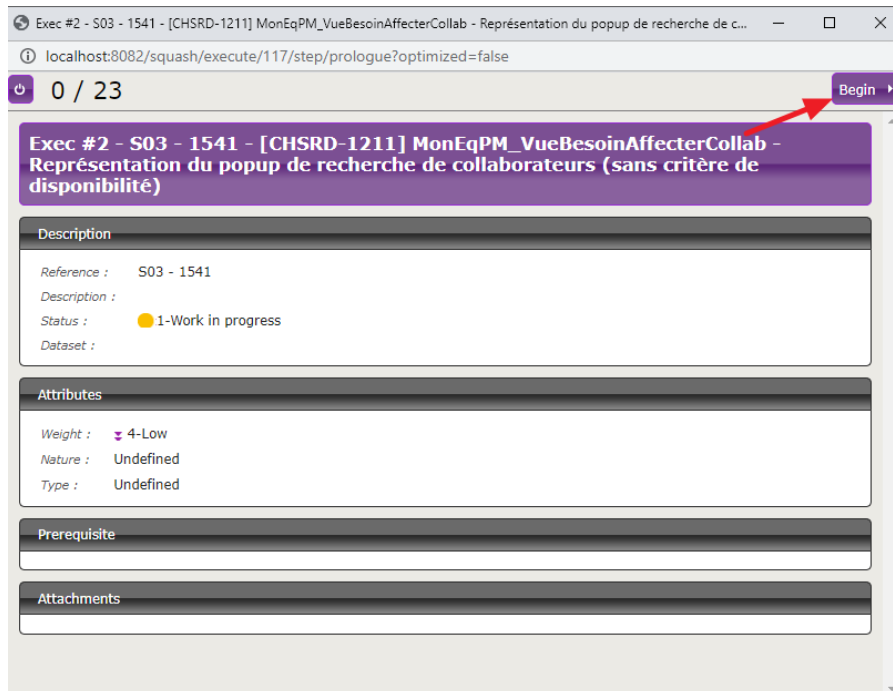 Exec #2 - S03 - 1541 - [CHSRD-1211] MonEqPM_VueBesoinAffecterCollab - Représentation du popup de recherche de c...
localhost:8082/squash/execute/117/step/prologue?optimized=false
0 / 23
Begin
Exec #2 - S03 - 1541 - [CHSRD-1211] MonEqPM_VueBesoinAffecterCollab -
Représentation du popup de recherche de collaborateurs (sans critère de
disponibilité)
Description
Reference : S03 - 1541
Description :
Status : 1-Work in progress
Dataset :
Attributes
Weight : 4-Low
Nature : Undefined
Type : Undefined
Prerequisite
Attachments